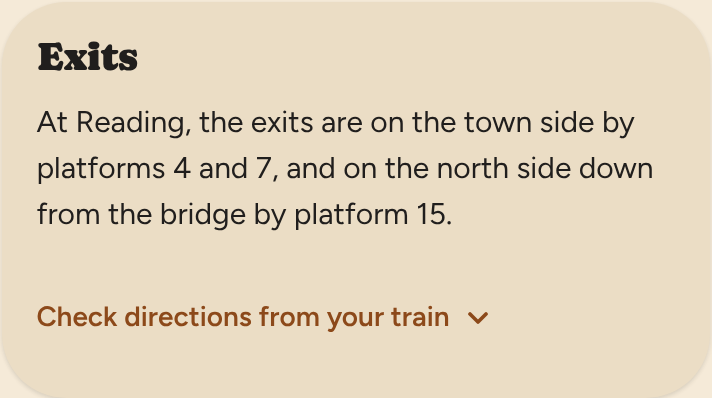 Exits
At Reading, the exits are on the town side by
platforms 4 and 7, and on the north side down
from the bridge by platform 15.
Check directions from your train